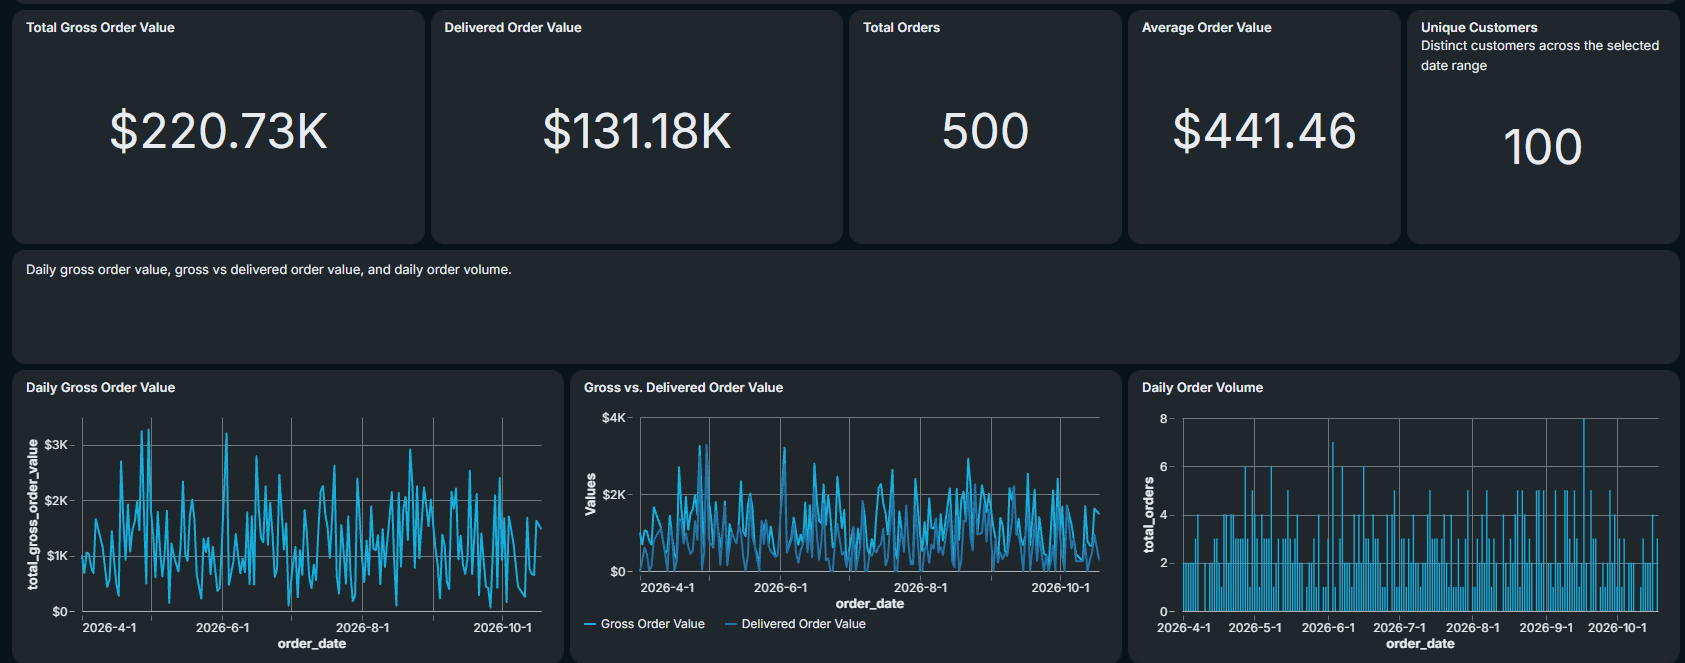 Total Gross Order Value
$220.73K
Delivered Order Value
$131.18K
Total Orders
500
Average Order Value
$441.46
Unique Customers
Distinct customers across the selected
date range
100
Daily gross order value, gross vs delivered order value, and daily order volume.
Daily Gross Order Value
total_gross_order_value
$3K
$2K
$1K
$0
2026-4-1
2026-6-1
2026-8-1
2026-10-1
order_date
Gross vs. Delivered Order Value
Values
$4K
$2K
$0
2026-4-1
2026-6-1
2026-8-1
2026-10-1
order_date
Gross Order Value
Delivered Order Value
Daily Order Volume
total_orders
8
6
4
2
0
2026-4-1
2026-5-1
2026-6-1
2026-7-1
2026-8-1
2026-9-1
2026-10-1
order_date